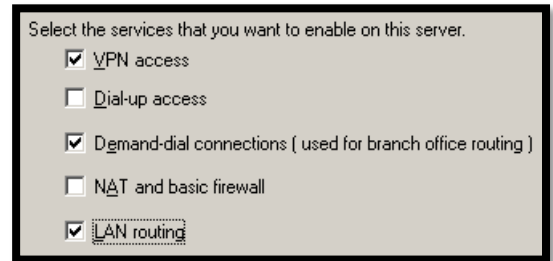 Select the services that you want to enable on this server.
VPN access
Dial-up access
Demand-dial connections ( used for branch office routing )
NAT and basic firewall
LAN routing